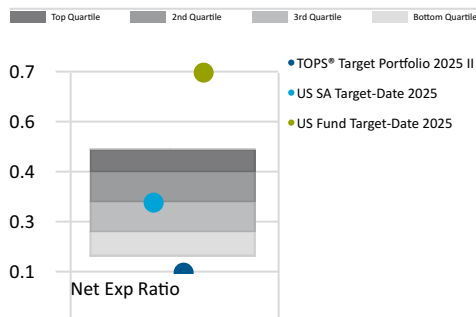 Top Quartile 2nd Quartile 3rd Quartile Bottom Quartile
0.7
0.6
0.4
0.3
0.1
Net Exp Ratio
TOPS® Target Portfolio 2025 II
US SA Target-Date 2025
US Fund Target-Date 2025